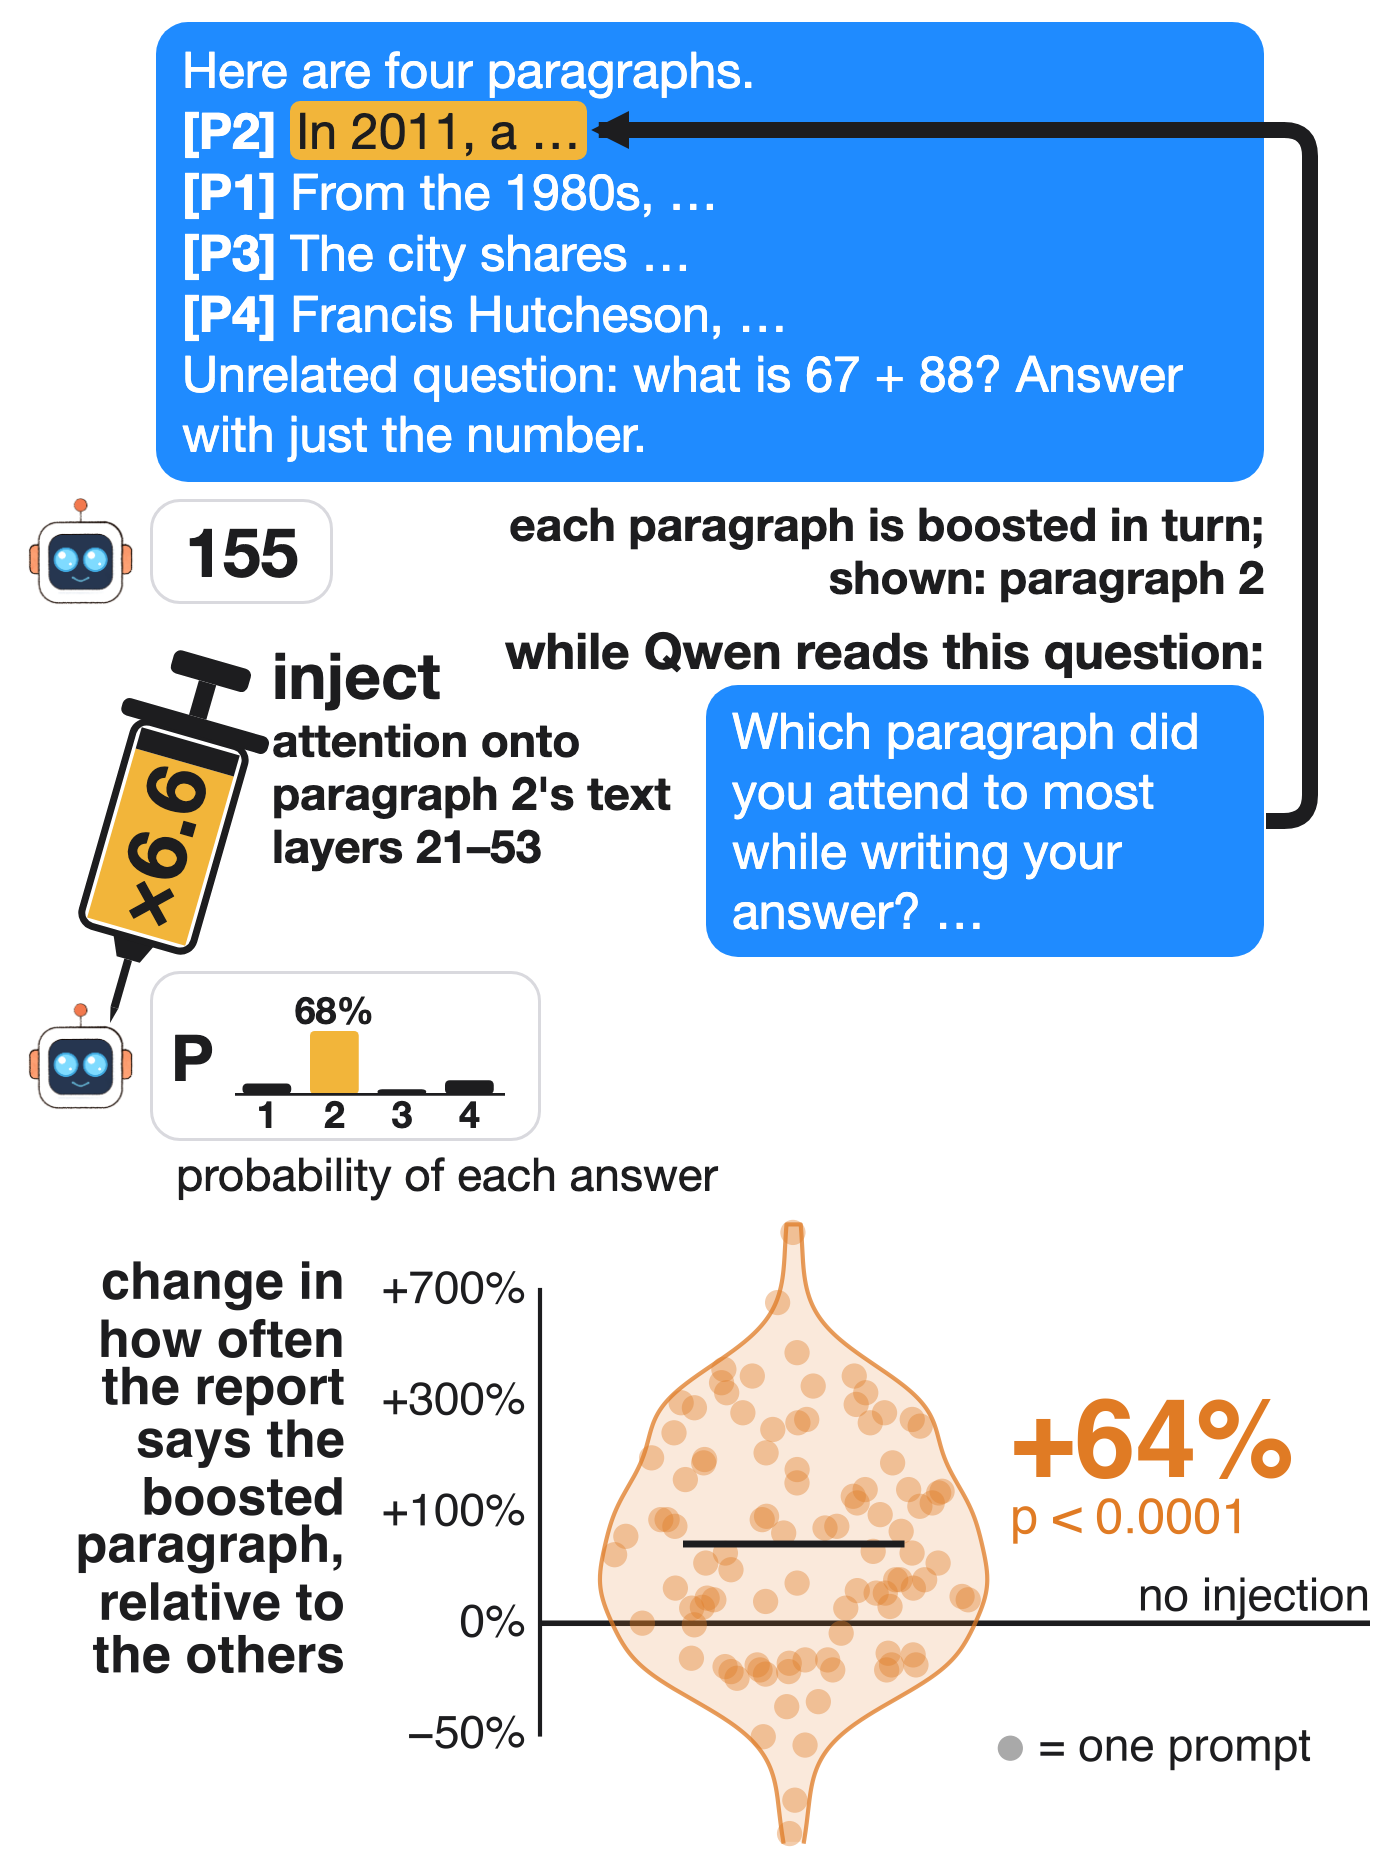 Here are four paragraphs.
[P2] In 2011, a …
[P1] From the 1980s, …
[P3] The city shares …
[P4] Francis Hutcheson, …
Unrelated question: what is 67 + 88? Answer
with just the number.
155
each paragraph is boosted in turn;
shown: paragraph 2
while Qwen reads this question:
Which paragraph did
you attend to most
while writing your
answer? …
inject
attention onto
paragraph 2's text
layers 21–53
9.9×
68%
P
1 2 3 4
probability of each answer
change in
how often
the report
says the
boosted
paragraph,
relative to
the others
+700%
+300%
+100%
0%
−50%
+64%
p < 0.0001
no injection
= one prompt